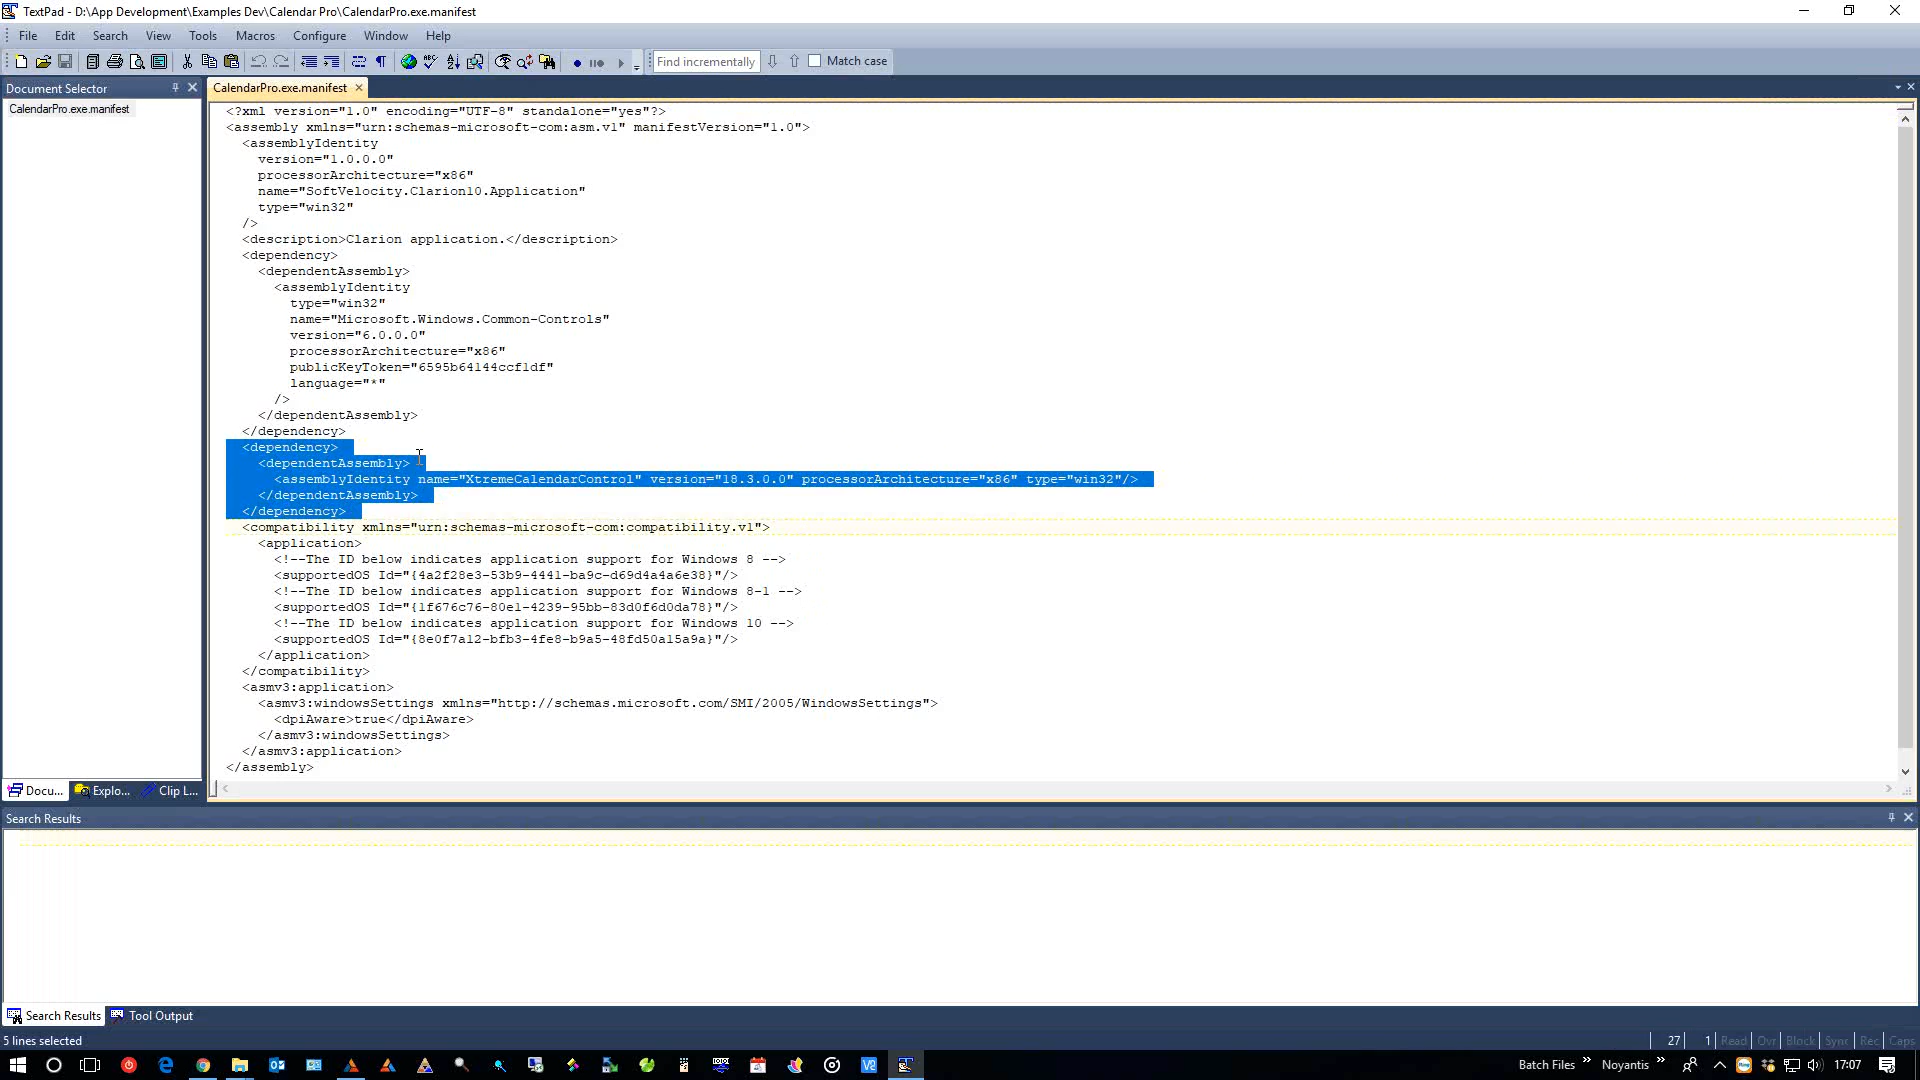 TextPad - D:\App Development\Examples Dev\Calendar Pro\CalendarPro.exe.manifest
File Edit Search View Tools Macros Configure Window Help
Find incrementally Match case
Document Selector
CalendarPro.exe.manifest
CalendarPro.exe.manifest
<?xml version="1.0" encoding="UTF-8" standalone="yes"?>
<assembly xmlns="urn:schemas-microsoft-com:asm.v1" manifestVersion="1.0">
<assemblyIdentity
version="1.0.0.0"
processorArchitecture="x86"
name="SoftVelocity.Clarion10.Application"
type="win32"
/>
<description>Clarion application.</description>
<dependency>
<dependentAssembly>
<assemblyIdentity
type="win32"
name="Microsoft.Windows.Common-Controls"
version="6.0.0.0"
processorArchitecture="x86"
publicKeyToken="6595b64144ccf1df"
language="*"
/>
</dependentAssembly>
</dependency>
<dependency>
<dependentAssembly>
<assemblyIdentity name="XtremeCalendarControl" version="18.3.0.0" processorArchitecture="x86" type="win32"/>
</dependentAssembly>
</dependency>
<compatibility xmlns="urn:schemas-microsoft-com:compatibility.v1">
<application>
<!--The ID below indicates application support for Windows 8 -->
<supportedOS Id="{4a2f28e3-53b9-4441-ba9c-d69d4a4a6e38}"/>
<!--The ID below indicates application support for Windows 8-1 -->
<supportedOS Id="{1f676c76-80e1-4239-95bb-83d0f6d0da78}"/>
<!--The ID below indicates application support for Windows 10 -->
<supportedOS Id="{8e0f7a12-bfb3-4fe8-b9a5-48fd50a15a9a}"/>
</application>
</compatibility>
<asmv3:application>
<asmv3:windowsSettings xmlns="http://schemas.microsoft.com/SMI/2005/WindowsSettings">
<dpiAware>true</dpiAware>
</asmv3:windowsSettings>
</asmv3:application>
</assembly>
Docu... Explo... Clip L...
Search Results
Search Results Tool Output
5 lines selected 27 1 Read Ovr Block Sync Rec Caps
Batch Files Noyantis 17:07